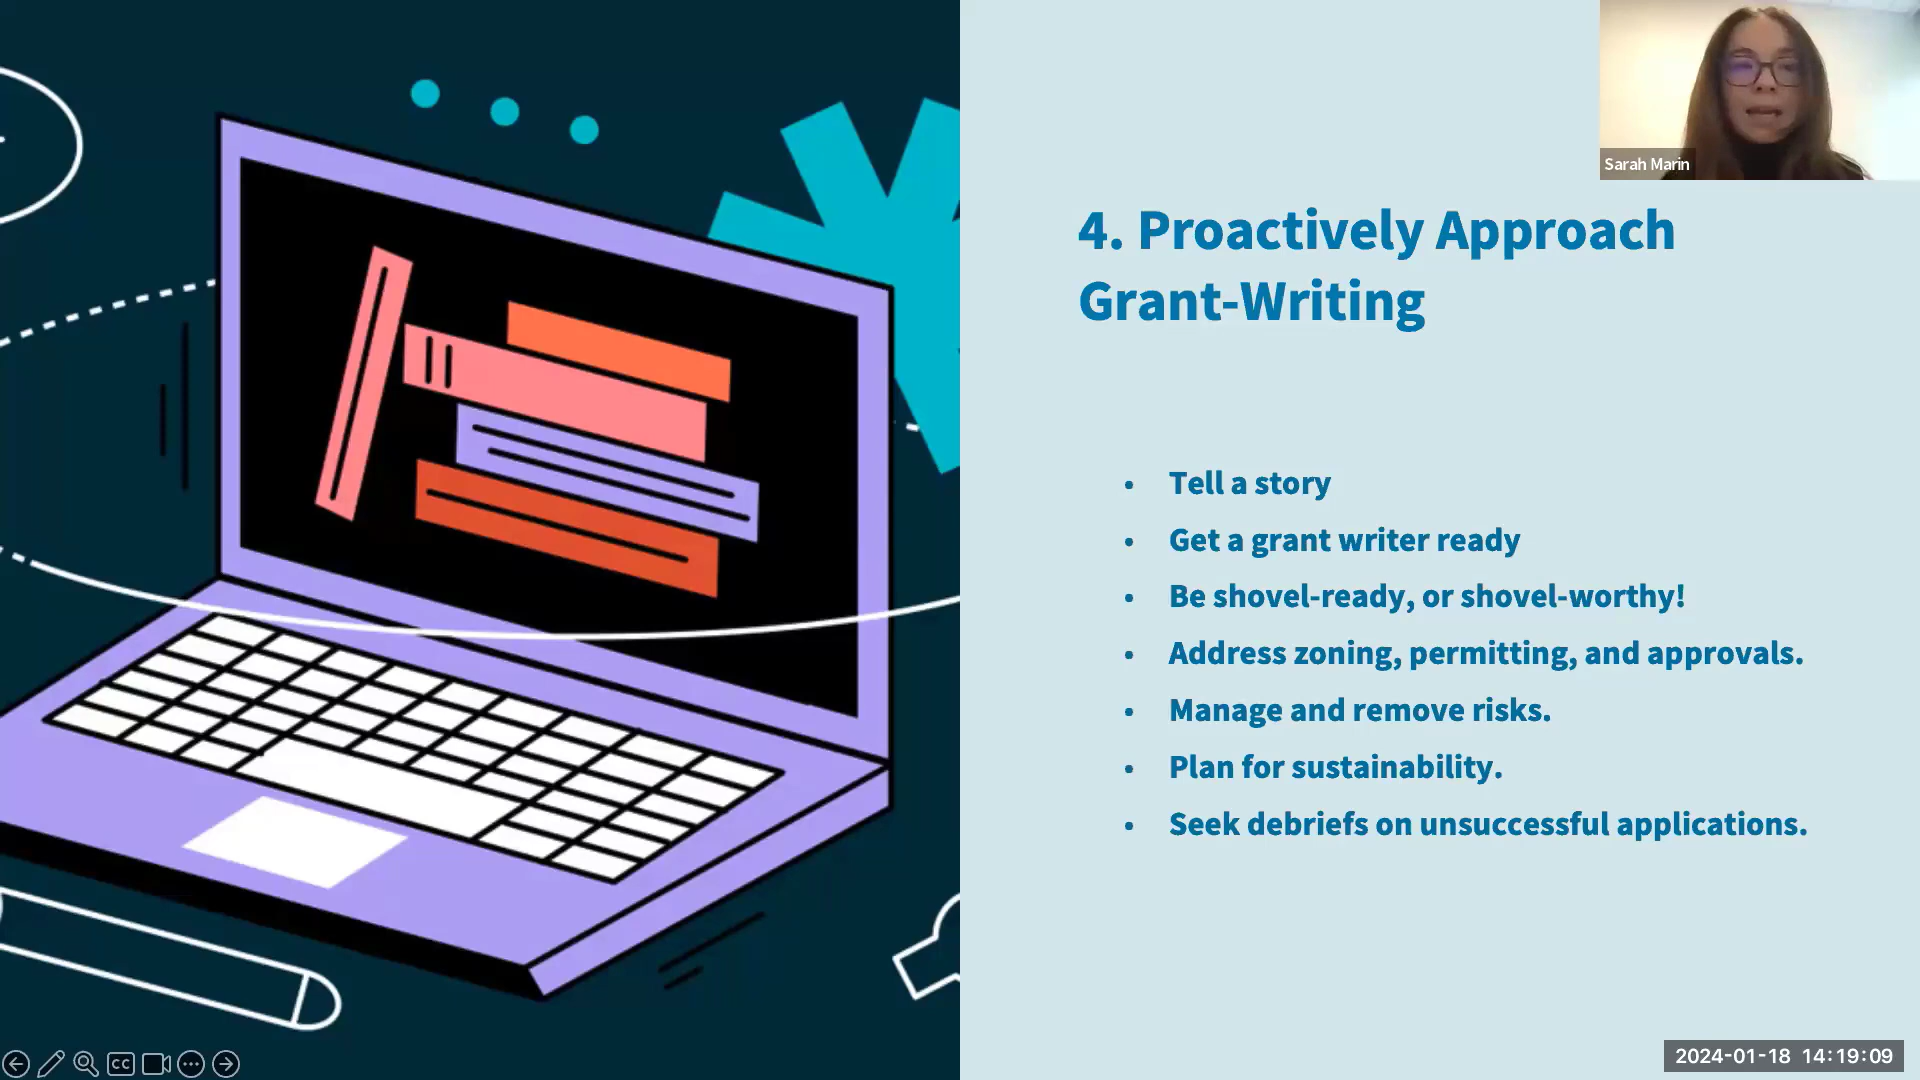 Sarah Marin
4. Proactively Approach
Grant-Writing
• Tell a story
• Get a grant writer ready
• Be shovel-ready, or shovel-worthy!
• Address zoning, permitting, and approvals.
• Manage and remove risks.
• Plan for sustainability.
• Seek debriefs on unsuccessful applications.
CC
2024-01-18 14:19:09